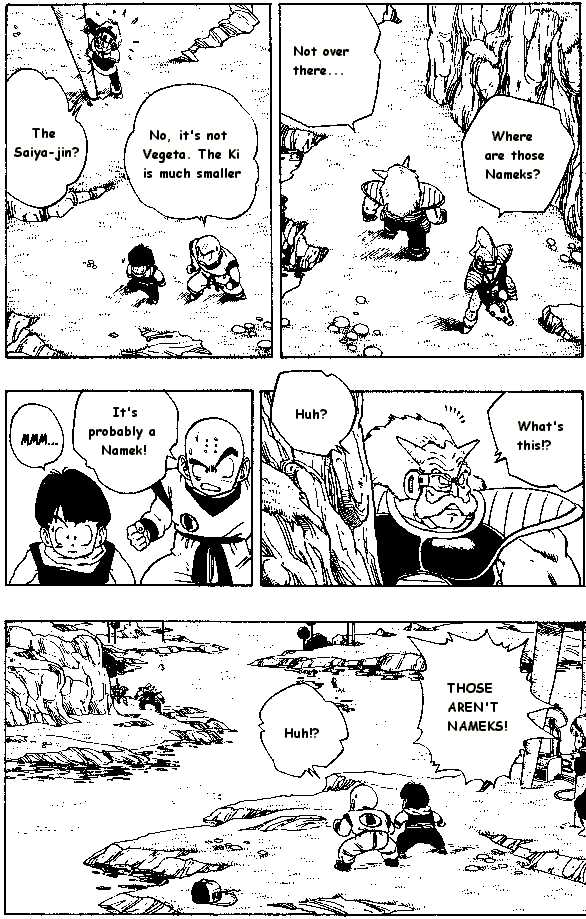 The
Saiya-jin?
No, it's not
Vegeta. The Ki
is much smaller
Not over
there...
Where
are those
Nameks?
MMM...
It's
probably a
Namek!
Huh?
What's
this!?
Huh!?
THOSE
AREN'T
NAMEKS!